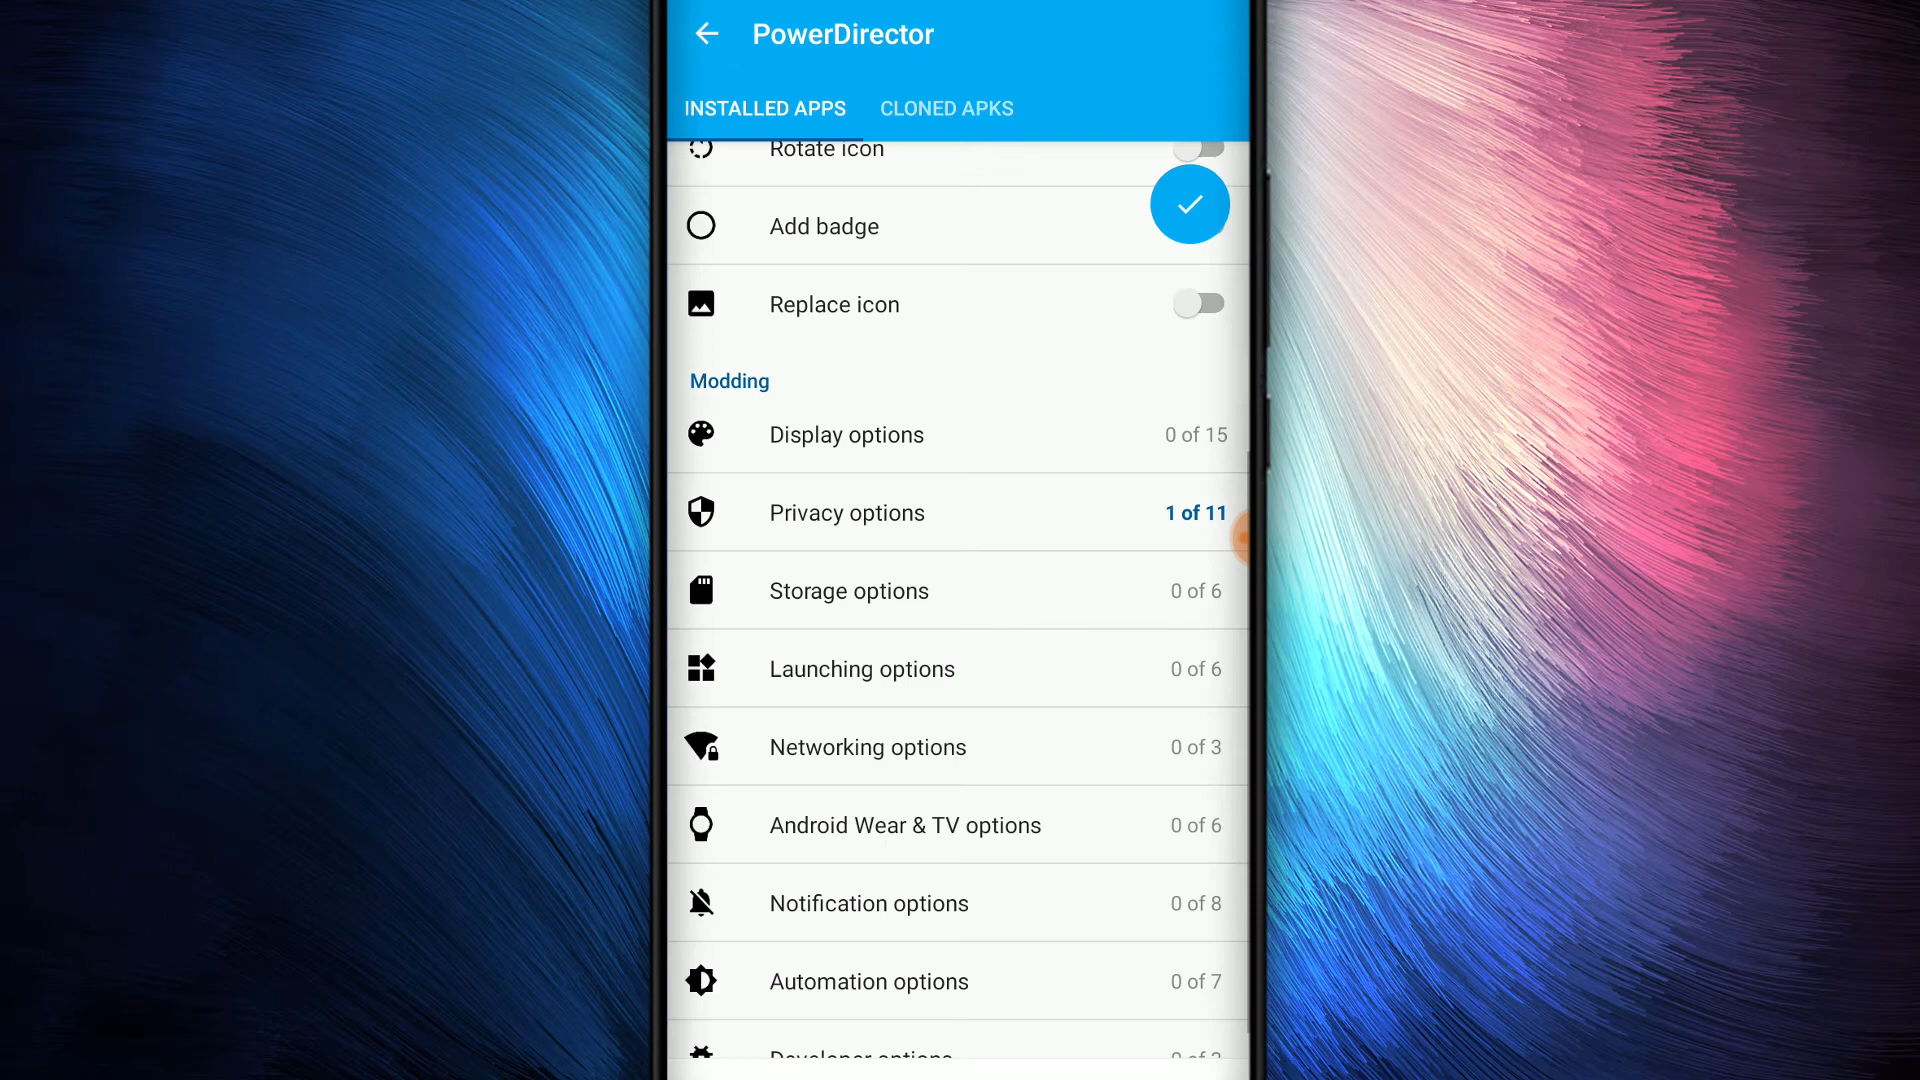 PowerDirector
INSTALLED APPS CLONED APKS
Rotate icon
Add badge
Replace icon
Modding
Display options 0 of 15
Privacy options 1 of 11
Storage options 0 of 6
Launching options 0 of 6
Networking options 0 of 3
Android Wear & TV options 0 of 6
Notification options 0 of 8
Automation options 0 of 7
Developer options